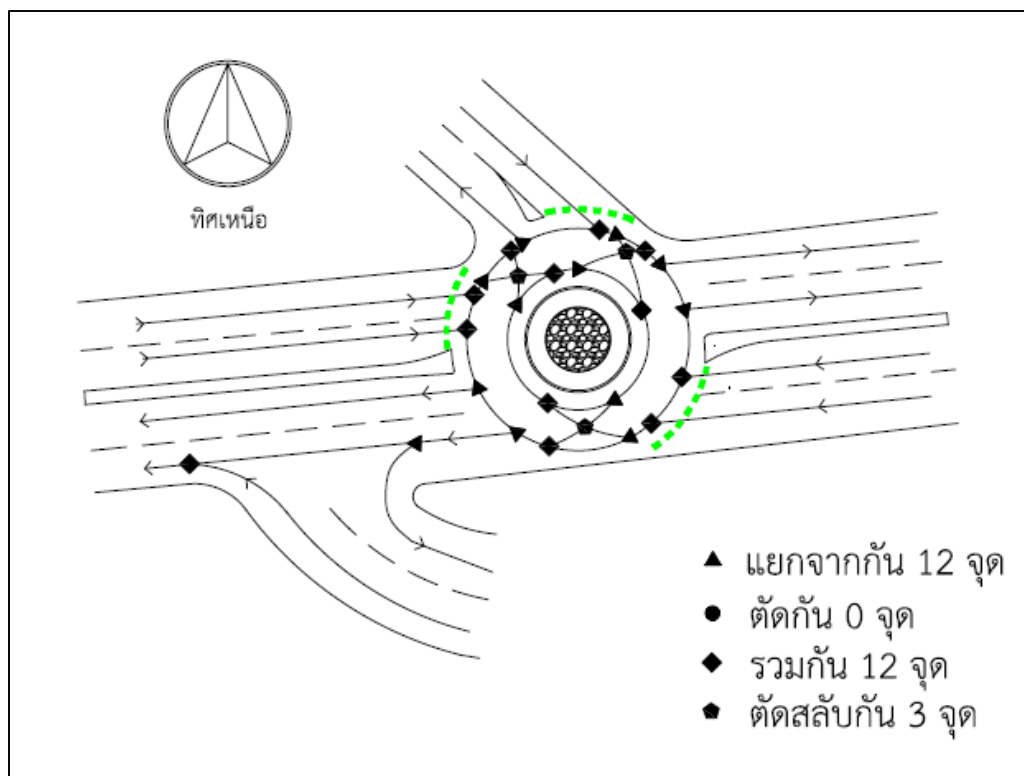 ทิศเหนือ
แยกจากกัน 12 จุด
ตัดกัน 0 จุด
รวมกัน 12 จุด
ตัดสลับกัน 3 จุด